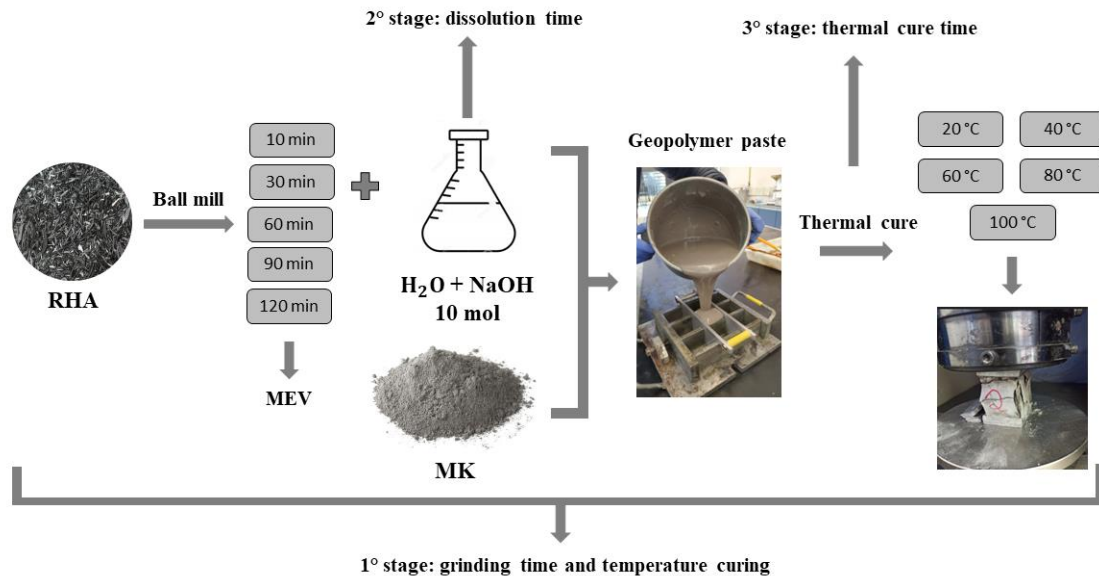 2° stage: dissolution time
3° stage: thermal cure time
10 min
30 min
60 min
90 min
120 min
20 °C
40 °C
60 °C
80 °C
100 °C
Geopolymer paste
Ball mill
Thermal cure
RHA
H₂O + NaOH
10 mol
MEV
MK
1° stage: grinding time and temperature curing